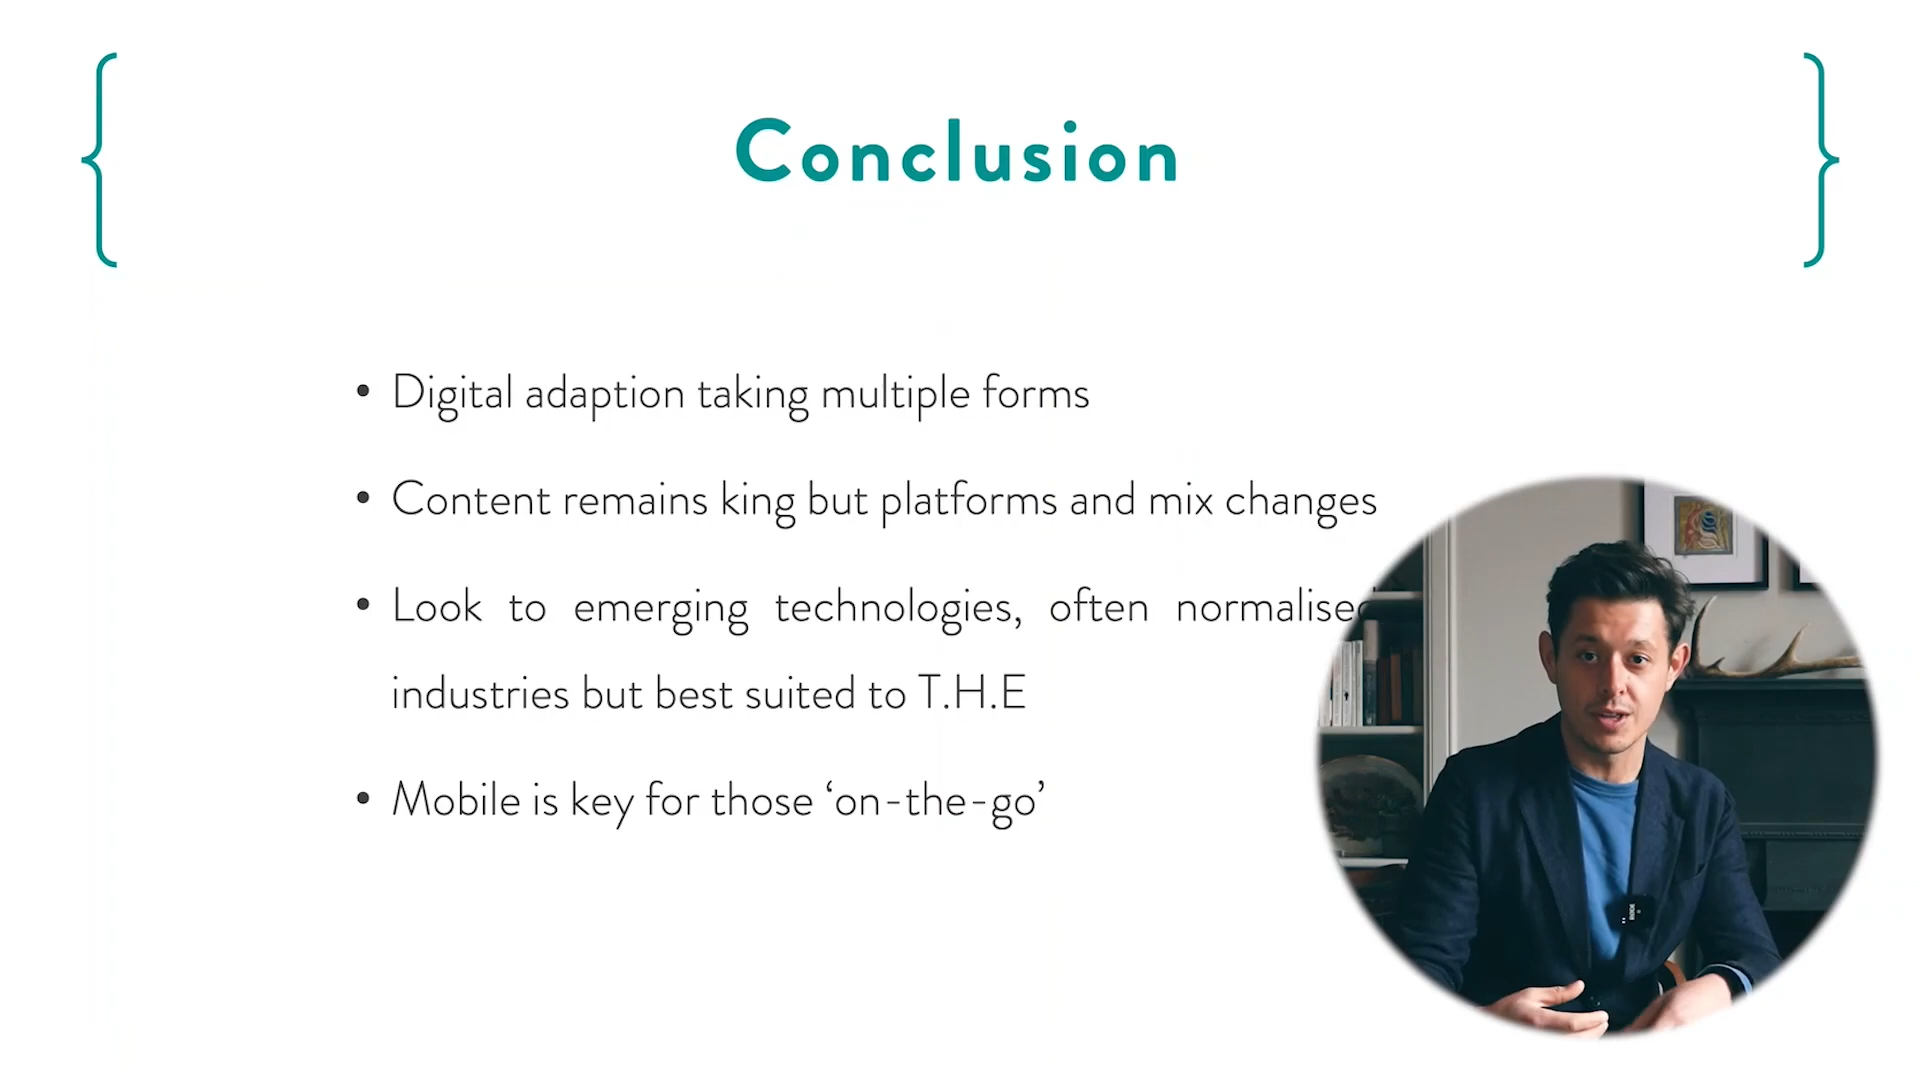 Conclusion
• Digital adaption taking multiple forms
• Content remains king but platforms and mix changes
• Look to emerging technologies, often normalised
industries but best suited to T.H.E
• Mobile is key for those ‘on-the-go’